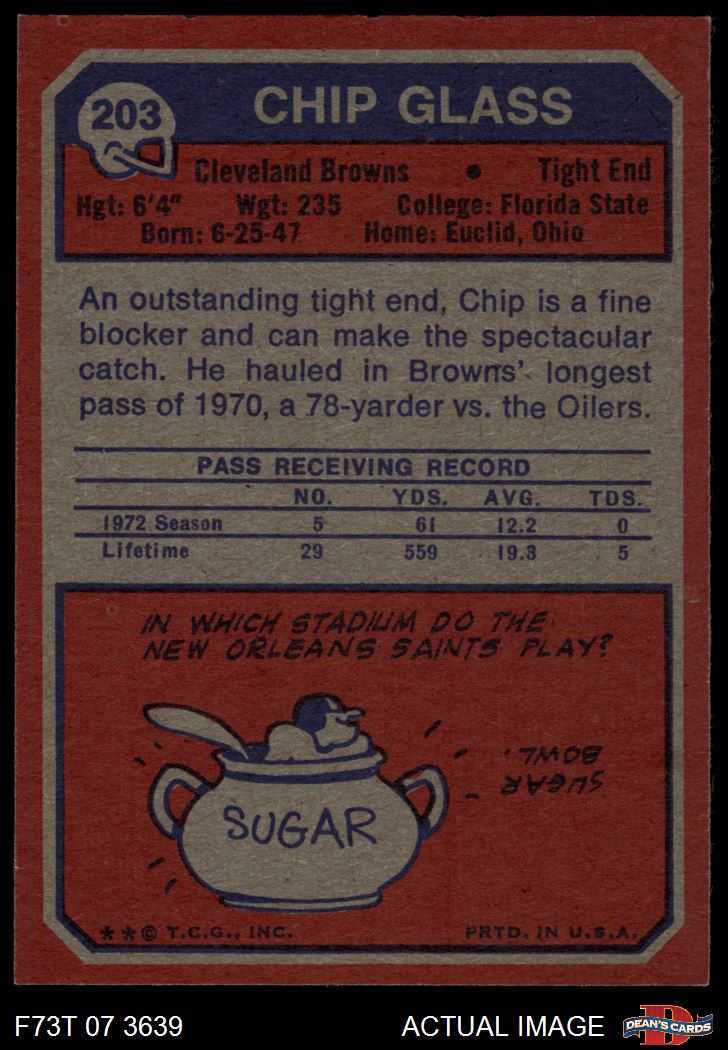 203
CHIP GLASS
Cleveland Browns • Tight End
Hgt: 6'4" Wgt: 235 College: Florida State
Born: 6-25-47 Home: Euclid, Ohio
An outstanding tight end, Chip is a fine
blocker and can make the spectacular
catch. He hauled in Browns' longest
pass of 1970, a 78-yarder vs. the Oilers.
PASS RECEIVING RECORD
NO. YDS. AVG. TDS.
1972 Season 5 61 12.2 0
Lifetime 29 559 19.3 5
IN WHICH STADIUM DO THE
NEW ORLEANS SAINTS PLAY?
SUGAR
BOWL.
SUGAR
**© T.C.G., INC. PRTD. IN U.S.A.
F73T 07 3639 ACTUAL IMAGE
D
DEAN'S CARDS